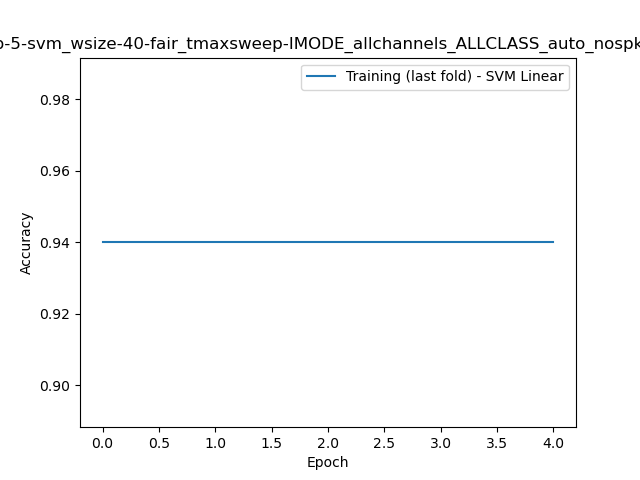 -5-svm_wsize-40-fair_tmaxsweep-IMODE_allchannels_ALLCLASS_auto_nospk
Training (last fold) - SVM Linear
0.98
0.96
0.94
0.92
0.90
Accuracy
0.0 0.5 1.0 1.5 2.0 2.5 3.0 3.5 4.0
Epoch